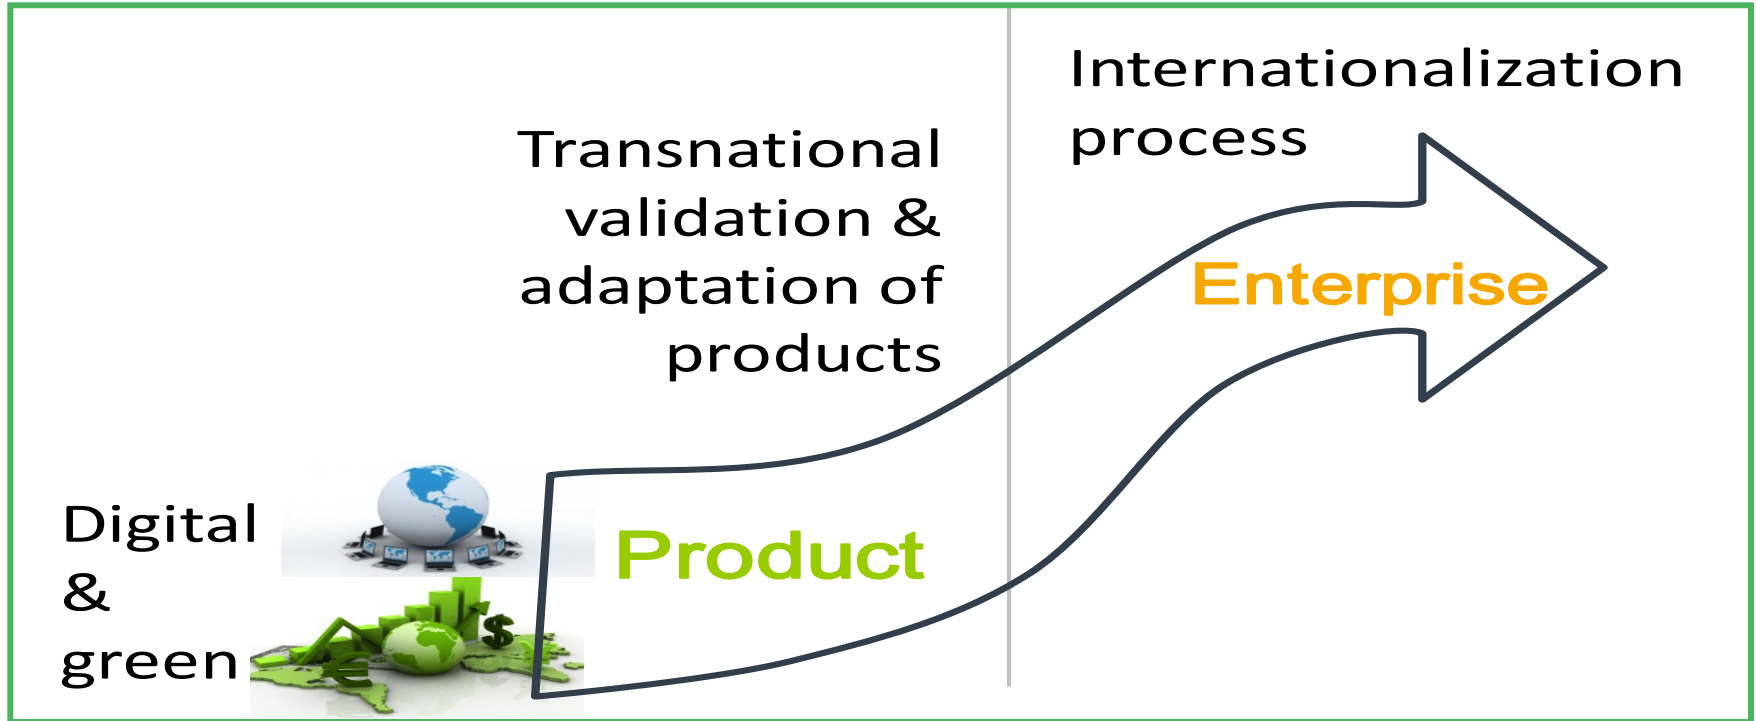 Internationalization
process
Transnational
validation &
adaptation of
products
Enterprise
Digital
&
green
Product
$
€